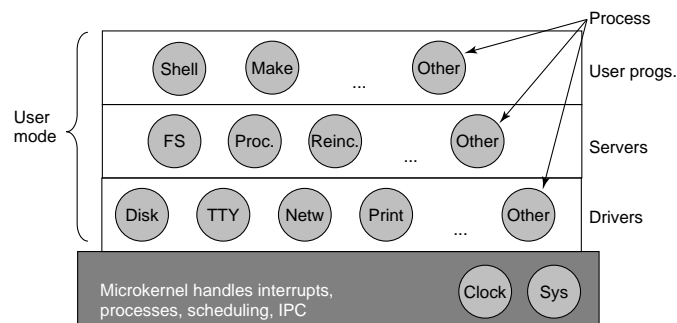 Process
Shell
Make
...
Other
User progs.
User
mode
FS
Proc.
Reinc.
...
Other
Servers
Disk
TTY
Netw
Print
...
Other
Drivers
Microkernel handles interrupts,
processes, scheduling, IPC
Clock
Sys